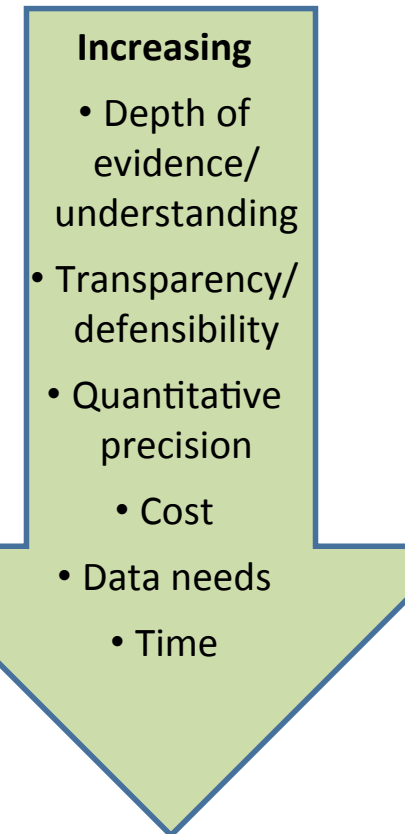 Increasing
• Depth of
evidence/
understanding
• Transparency/
defensibility
• Quantitative
precision
• Cost
• Data needs
• Time